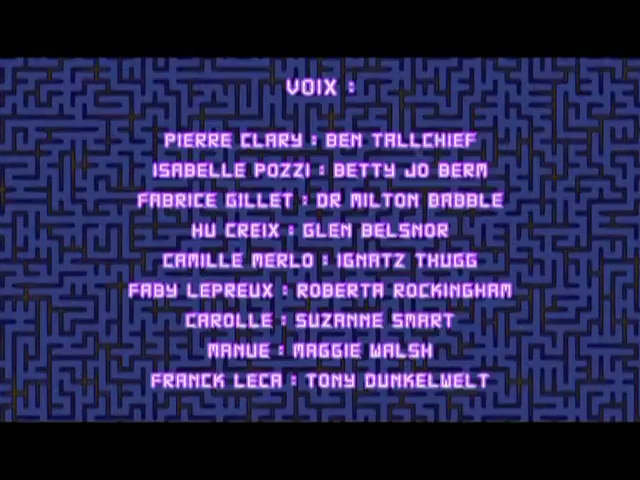 VOIX :
PIERRE CLARY : BEN TALLCHIEF
ISABELLE POZZI : BETTY JO BERM
FABRICE GILLET : DR MILTON BABBLE
HU CREIX : GLEN BELSNOR
CAMILLE MERLO : IGNATZ THUGG
FABY LEPREUX : ROBERTA ROCKINGHAM
CAROLLE : SUZANNE SMART
MANUE : MAGGIE WALSH
FRANCK LECA : TONY DUNKELWELT